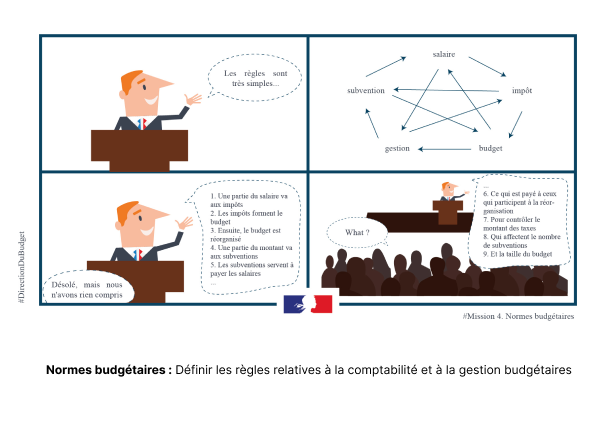 Les règles sont
très simples...
salaire
subvention
impôt
gestion
budget
1. Une partie du salaire va
aux impôts
2. Les impôts forment le
budget
3. Ensuite, le budget est
réorganisé
4. Une partie du montant va
aux subventions
5. Les subventions servent à
payer les salaires
...
Désolé, mais nous
n'avons rien compris
...
6. Ce qui est payé à ceux
qui participent à la réor-
gnisation
7. Pour contrôler le
montant des taxes
8. Qui affectent le nombre
de subventions
9. Et la taille du budget
What ?
#DirectionDuBudget
#Mission 4. Normes budgétaires
Normes budgétaires : Définir les règles relatives à la comptabilité et à la gestion budgétaires